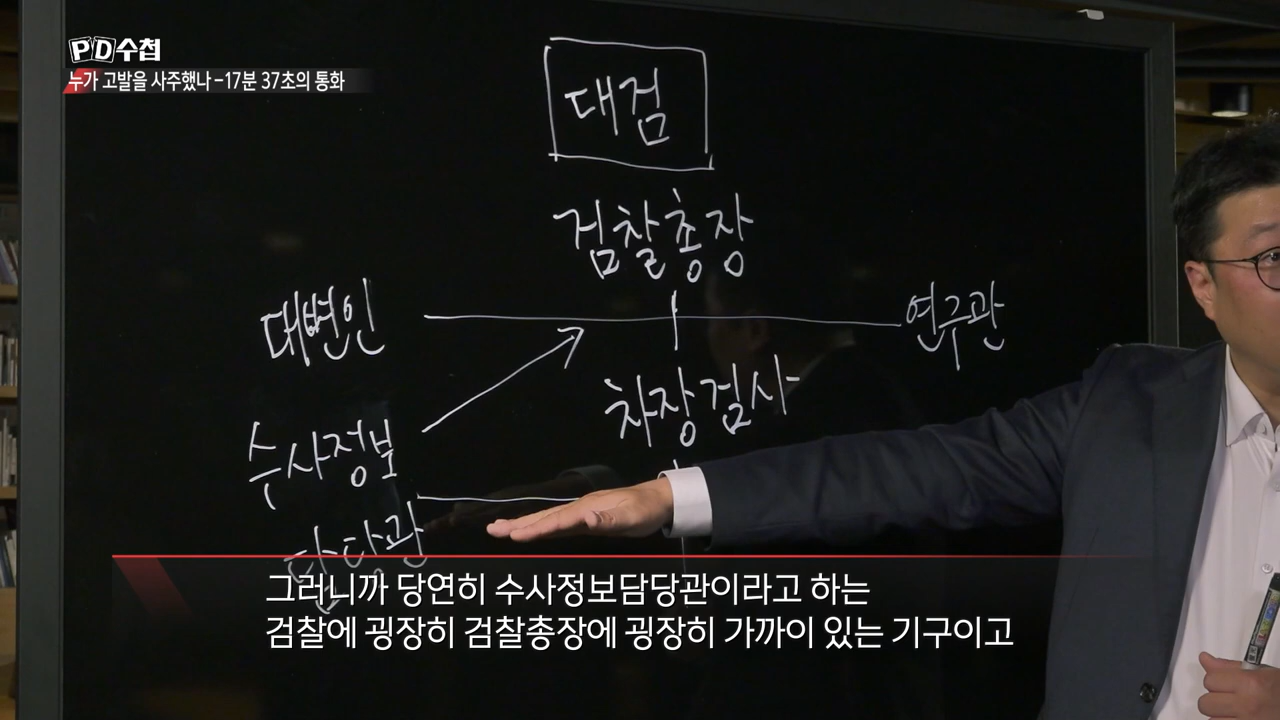 PD수첩
누가 고발을 사주했나-17분 37초의 통화
대검
검찰총장
대변인
연구관
차장검사
수사정보
담당관
그러니까 당연히 수사정보담당관이라고 하는
검찰에 굉장히 검찰총장에 굉장히 가까이 있는 기구이고